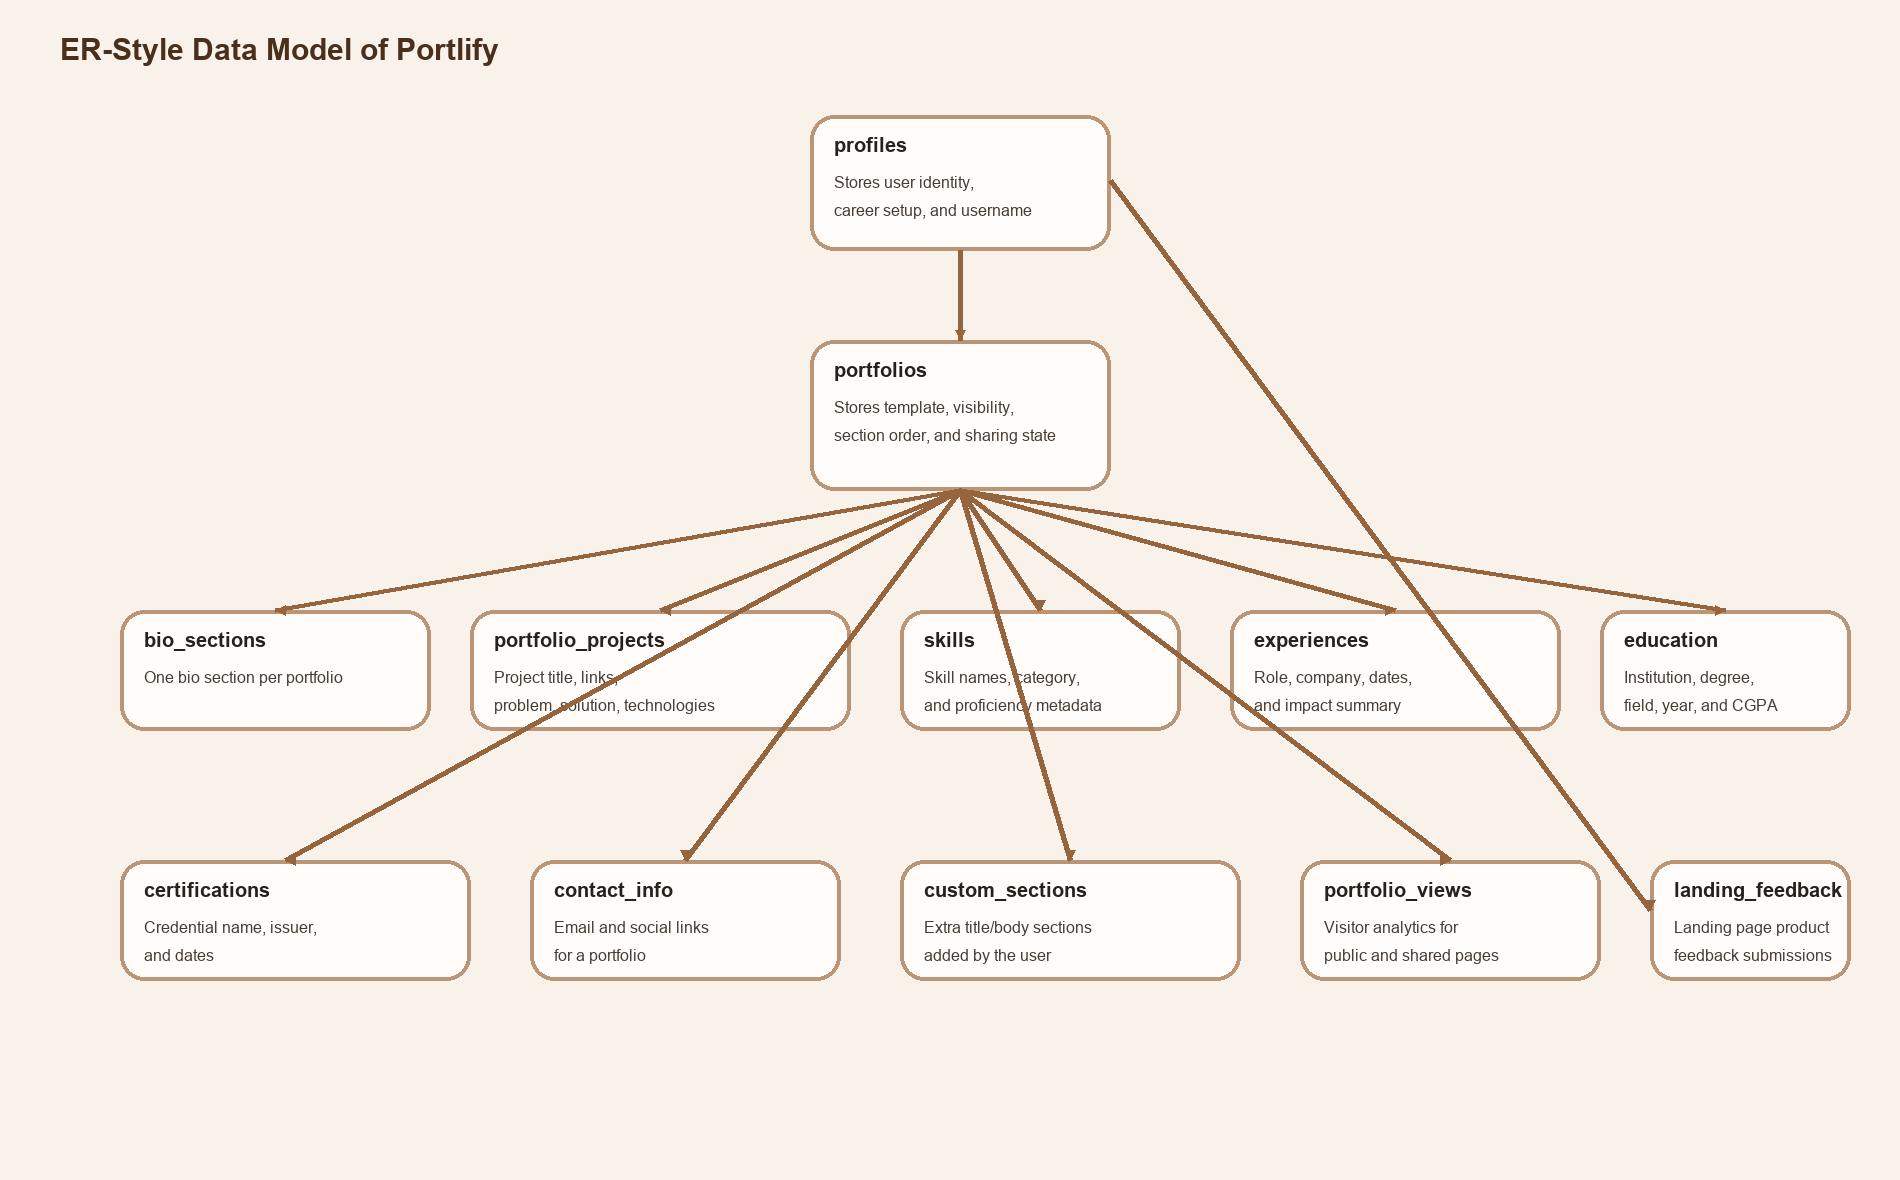 ER-Style Data Model of Portlify
profiles
Stores user identity,
career setup, and username
portfolios
Stores template, visibility,
section order, and sharing state
bio_sections
One bio section per portfolio
portfolio_projects
Project title, links,
problem, solution, technologies
skills
Skill names, category,
and proficiency metadata
experiences
Role, company, dates,
and impact summary
education
Institution, degree,
field, year, and CGPA
certifications
Credential name, issuer,
and dates
contact_info
Email and social links
for a portfolio
custom_sections
Extra title/body sections
added by the user
portfolio_views
Visitor analytics for
public and shared pages
landing_feedback
Landing page product
feedback submissions